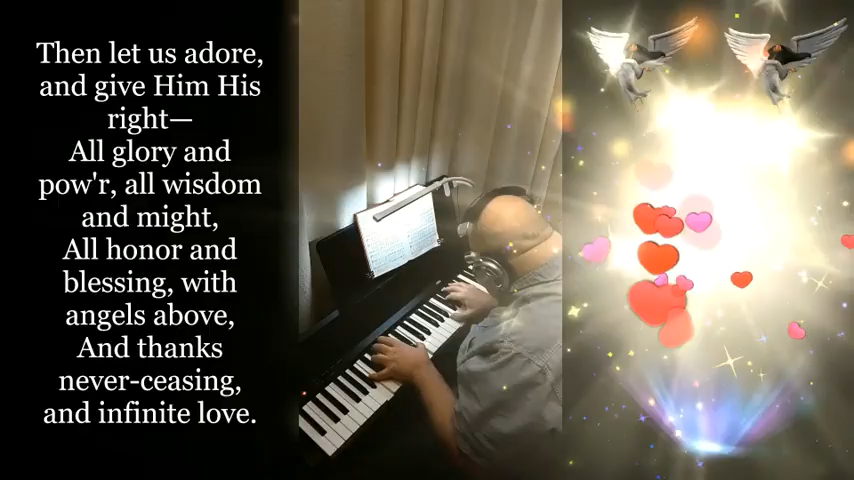 Then let us adore,
and give Him His
right—
All glory and
pow'r, all wisdom
and might,
All honor and
blessing, with
angels above,
And thanks
never-ceasing,
and infinite love.